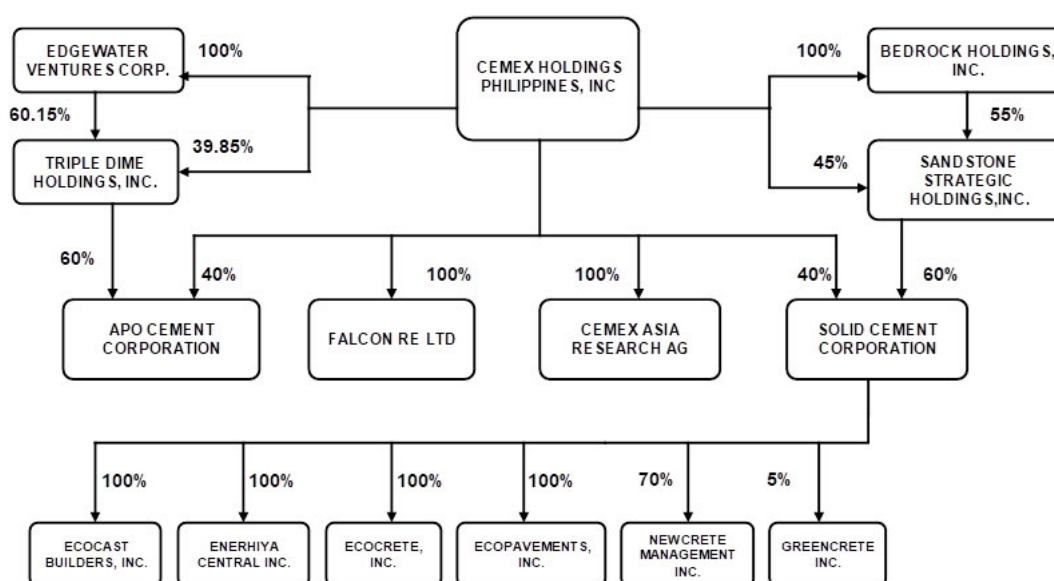 EDGEWATER
VENTURES CORP.
100%
CEMEX HOLDINGS
PHILIPPINES, INC
100%
BEDROCK HOLDINGS,
INC.
60.15%
55%
39.85%
TRIPLE DIME
HOLDINGS, INC.
45%
SANDSTONE
STRATEGIC
HOLDINGS,INC.
60%
40%
100%
100%
40%
60%
APO CEMENT
CORPORATION
FALCON RE LTD
CEMEX ASIA
RESEARCH AG
SOLID CEMENT
CORPORATION
100%
100%
100%
100%
70%
5%
ECOCAST
BUILDERS, INC.
ENERHIYA
CENTRAL INC.
ECOCRETE,
INC.
ECOPAVEMENTS,
INC.
NEWCRETE
MANAGEMENT
INC.
GREENCRETE
INC.